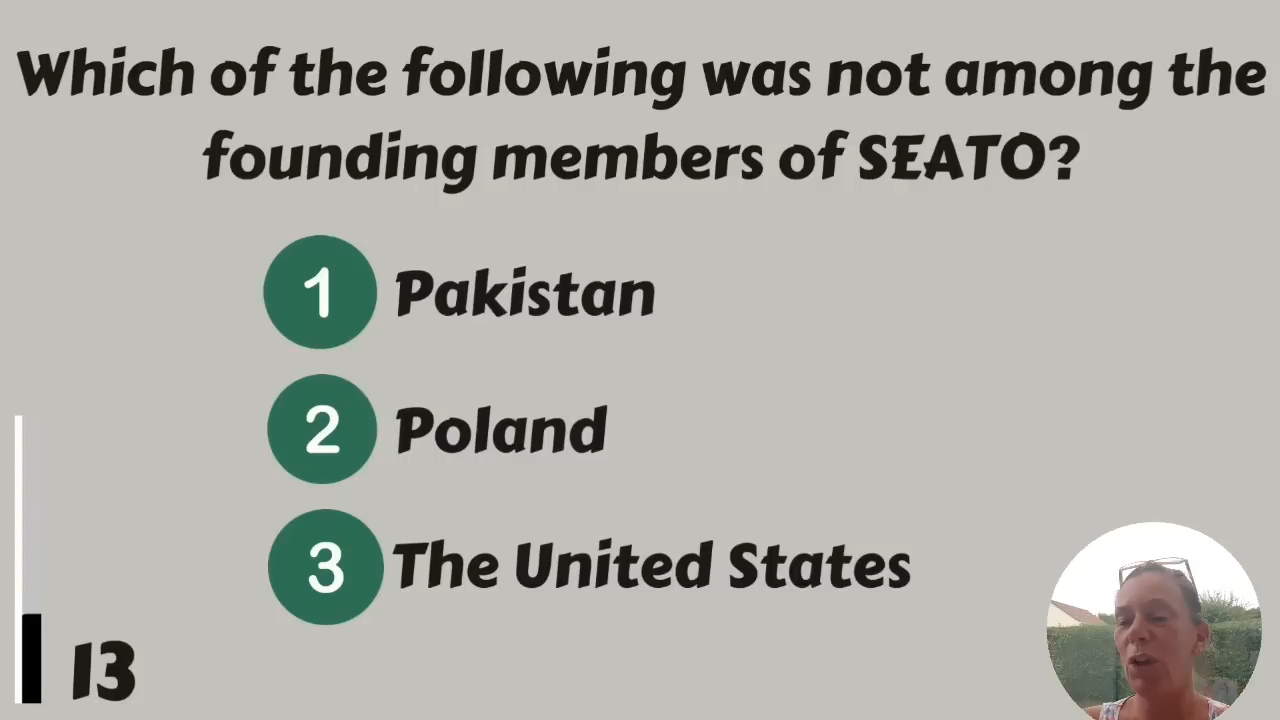 Which of the following was not among the
founding members of SEATO?
1 Pakistan
2 Poland
3 The United States
13